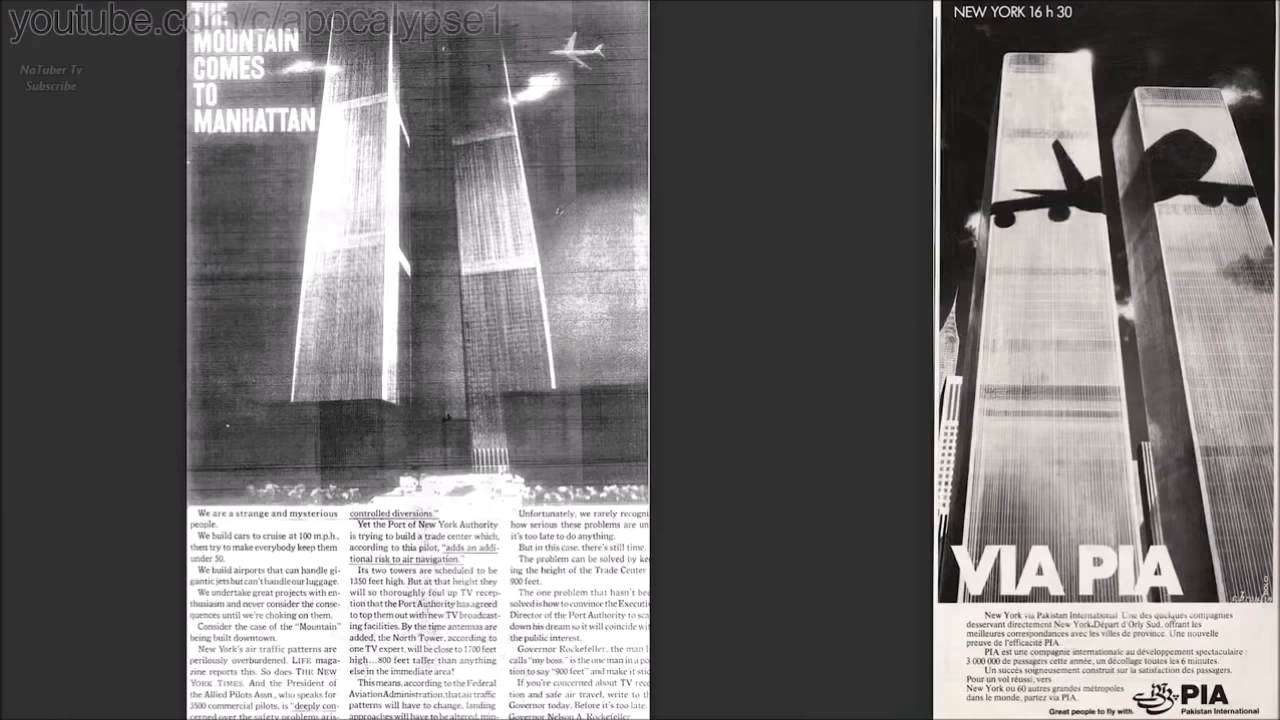 youtube.com/c/apocalypse1
NaTuber Tv
Subscribe
THE
MOUNTAIN
COMES
TO
MANHATTAN
We are a strange and mysterious
people.
We build cars to cruise at 100 m.p.h.,
then try to make everybody keep them
under 50.
We build airports that can handle gi-
gantic jets but can't handle our luggage.
We undertake great projects with en-
thusiasm and never consider the conse-
quences until we're choking on them.
Consider the case of the "Mountain"
being built downtown.
New York's air traffic patterns are
perilously overburdened. LIFE maga-
zine reports this. So does THE NEW
YORK TIMES. And the President of
the Allied Pilots Assn., who speaks for
3500 commercial pilots, is "deeply con-
cerned over the safety problems aris-
controlled diversions."
Yet the Port of New York Authority
is trying to build a trade center which,
according to this pilot, "adds an addi-
tional risk to air navigation."
Its two towers are scheduled to be
1350 feet high. But at that height they
will so thoroughly foul up TV recep-
tion that the Port Authority has agreed
to top them out with new TV broadcast-
ing facilities. By the time antennas are
added, the North Tower, according to
one TV expert, will be close to 1700 feet
high...800 feet taller than anything
else in the immediate area!
This means, according to the Federal
Aviation Administration, that air traffic
patterns will have to change, landing
approaches will have to be altered, min-
Unfortunately, we rarely recogni
how serious these problems are un
it's too late to do anything.
But in this case, there's still time.
The problem can be solved by kee
ing the height of the Trade Center
900 feet.
The one problem that hasn't be
solved is how to convince the Executi
Director of the Port Authority to sca
down his dream so it will coincide wit
the public interest.
Governor Rockefeller, the man h
calls "my boss," is the one man in a po
tion to say "900 feet" and make it stic
If you're concerned about TV rece
tion and safe air travel, write to th
Governor today. Before it's too late.
Governor Nelson A. Rockefeller
NEW YORK 16 h 30
VIA PIA
New York via Pakistan International. Une des quelques compagnies
desservant directement New York. Départ d'Orly Sud, offrant les
meilleures correspondances avec les villes de province. Une nouvelle
preuve de l'efficacité PIA.
PIA est une compagnie internationale au développement spectaculaire :
3 000 000 de passagers cette année, un décollage toutes les 6 minutes.
Un succès soigneusement construit sur la satisfaction des passagers.
Pour un vol réussi, vers
New York ou 60 autres grandes métropoles
dans le monde, partez via PIA.
Great people to fly with.
PIA
Pakistan International